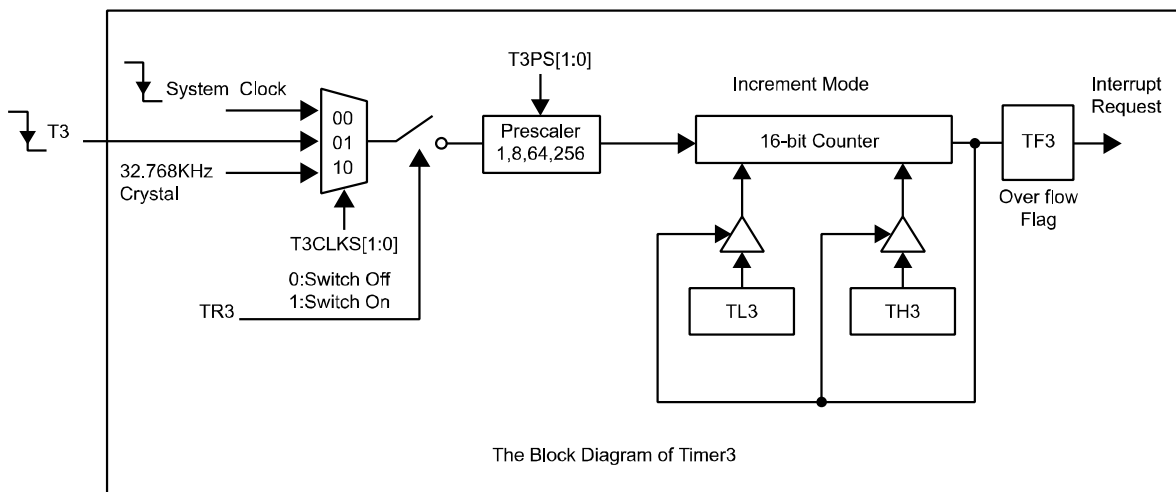 T3PS[1:0]
System Clock
Increment Mode
Interrupt
Request
T3
00
01
10
Prescaler
1,8,64,256
16-bit Counter
TF3
32.768KHz
Crystal
Over flow
Flag
T3CLKS[1:0]
0:Switch Off
1:Switch On
TR3
TL3
TH3
The Block Diagram of Timer3